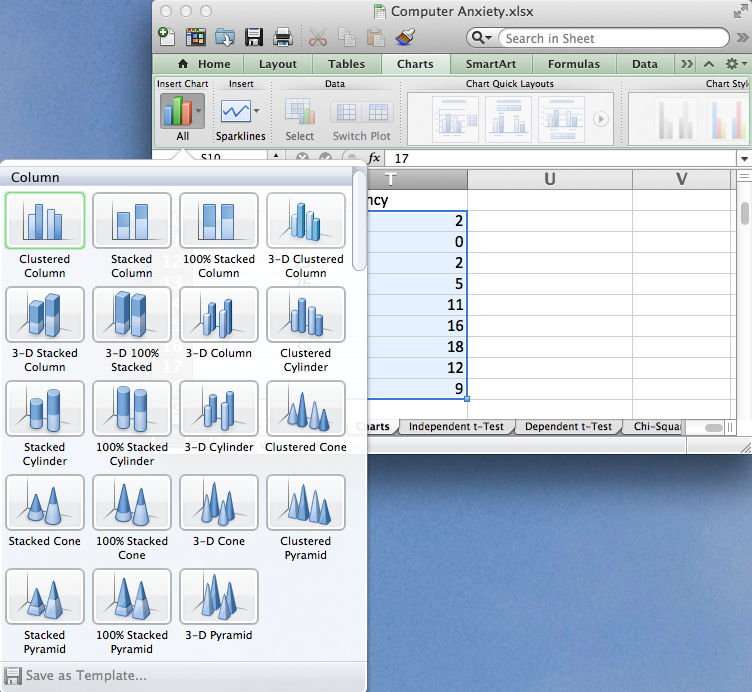 Computer Anxiety.xlsx
Search in Sheet
Home Layout Tables Charts SmartArt Formulas Data
Insert Chart Insert Data Chart Quick Layouts Chart Style
All Sparklines Select Switch Plot
S10 fx 17
T U V
ncy
2
0
2
5
11
16
18
12
9
Charts Independent t-Test Dependent t-Test Chi-Squar
Column
Clustered Column
Stacked Column
100% Stacked Column
3-D Clustered Column
3-D Stacked Column
3-D 100% Stacked
3-D Column
Clustered Cylinder
Stacked Cylinder
100% Stacked Cylinder
3-D Cylinder
Clustered Cone
Stacked Cone
100% Stacked Cone
3-D Cone
Clustered Pyramid
Stacked Pyramid
100% Stacked Pyramid
3-D Pyramid
Save as Template...